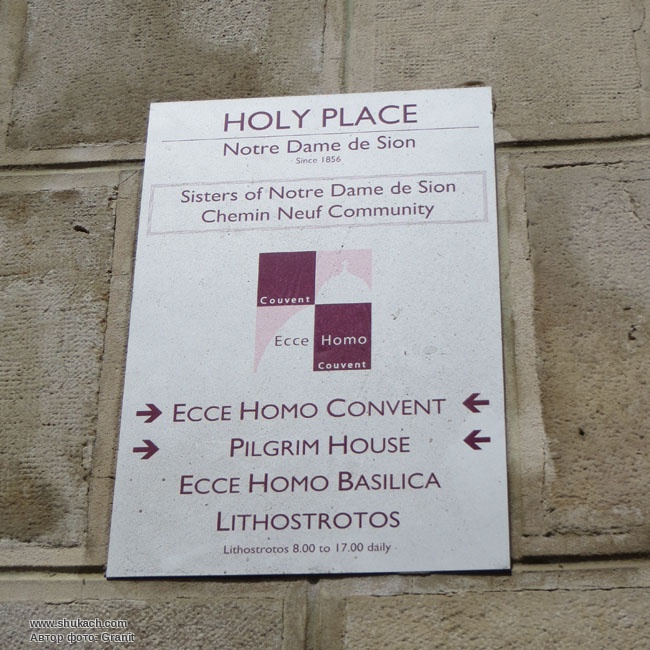 HOLY PLACE
Notre Dame de Sion
Since 1856
Sisters of Notre Dame de Sion
Chemin Neuf Community
Couvent
Ecce Homo
Couvent
ECCE HOMO CONVENT
PILGRIM HOUSE
ECCE HOMO BASILICA
LITHOSTROTOS
Lithostrotos 8.00 to 17.00 daily
www.shukach.com
Автор фото: Granit